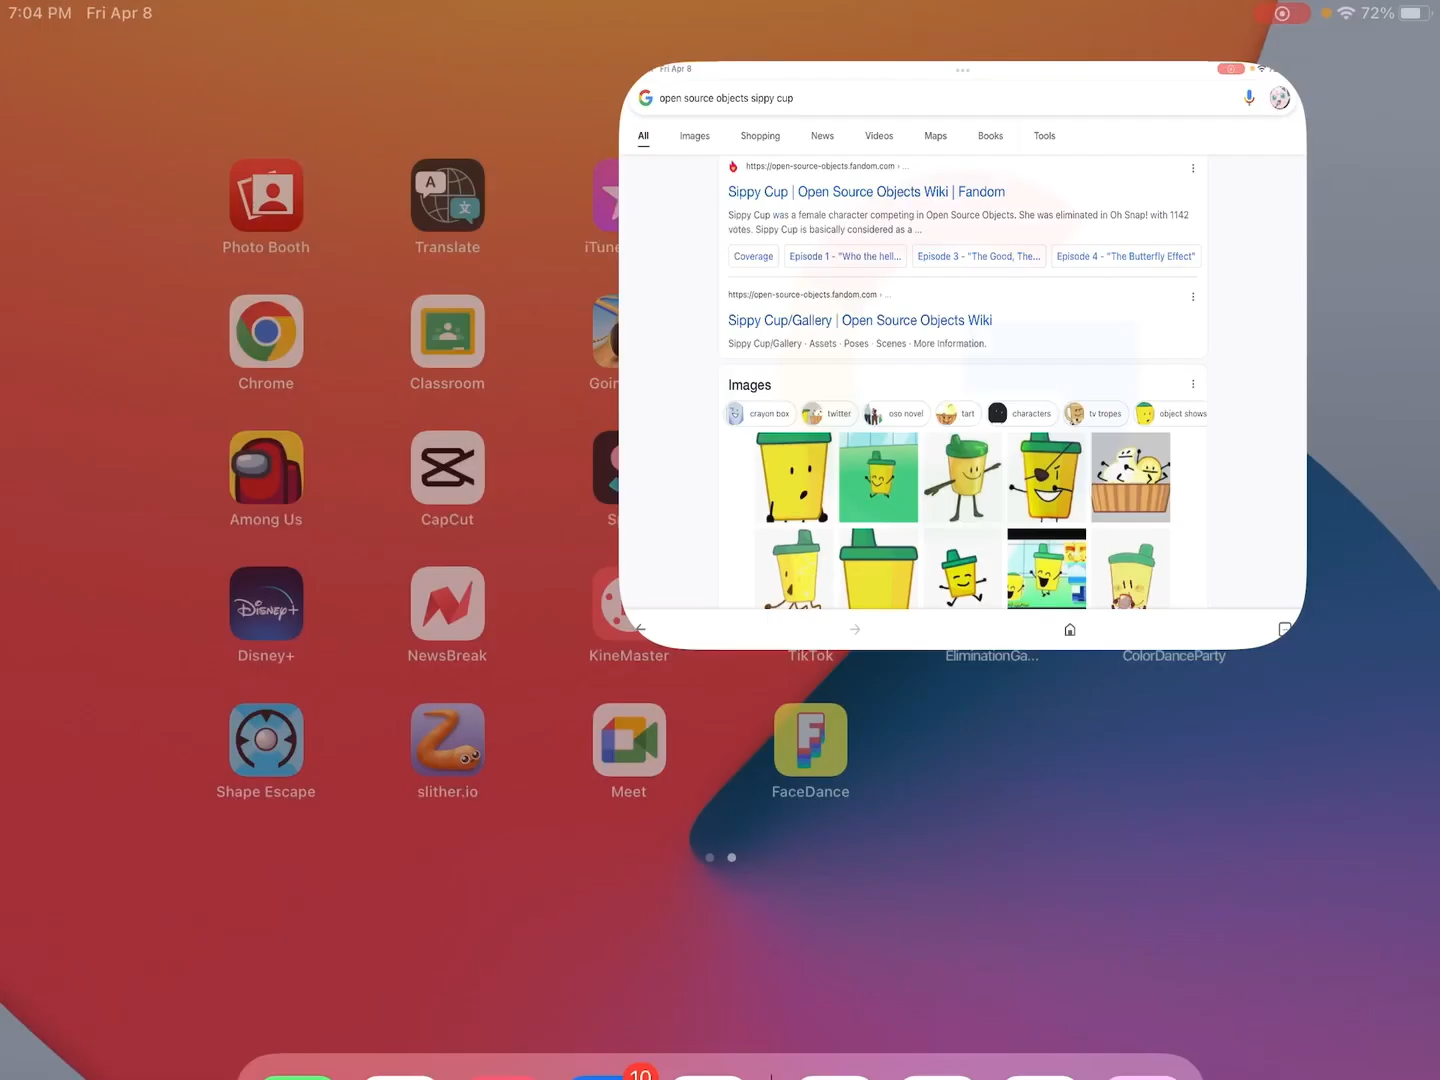 7:04 PM Fri Apr 8
72%
Fri Apr 8
open source objects sippy cup
All Images Shopping News Videos Maps Books Tools
https://open-source-objects.fandom.com › ...
Sippy Cup | Open Source Objects Wiki | Fandom
Sippy Cup was a female character competing in Open Source Objects. She was eliminated in Oh Snap! with 1142
votes. Sippy Cup is basically considered as a ...
Coverage Episode 1 - "Who the hell... Episode 3 - "The Good, The... Episode 4 - "The Butterfly Effect"
https://open-source-objects.fandom.com › ...
Sippy Cup/Gallery | Open Source Objects Wiki
Sippy Cup/Gallery · Assets · Poses · Scenes · More Information.
Images
crayon box twitter oso novel tart characters tv tropes object shows
Photo Booth Translate iTune
Chrome Classroom Goin
Among Us CapCut S
Disney+
Disney+ NewsBreak KineMaster TikTok EliminationGa... ColorDanceParty
A
文
F
Shape Escape slither.io Meet FaceDance
10